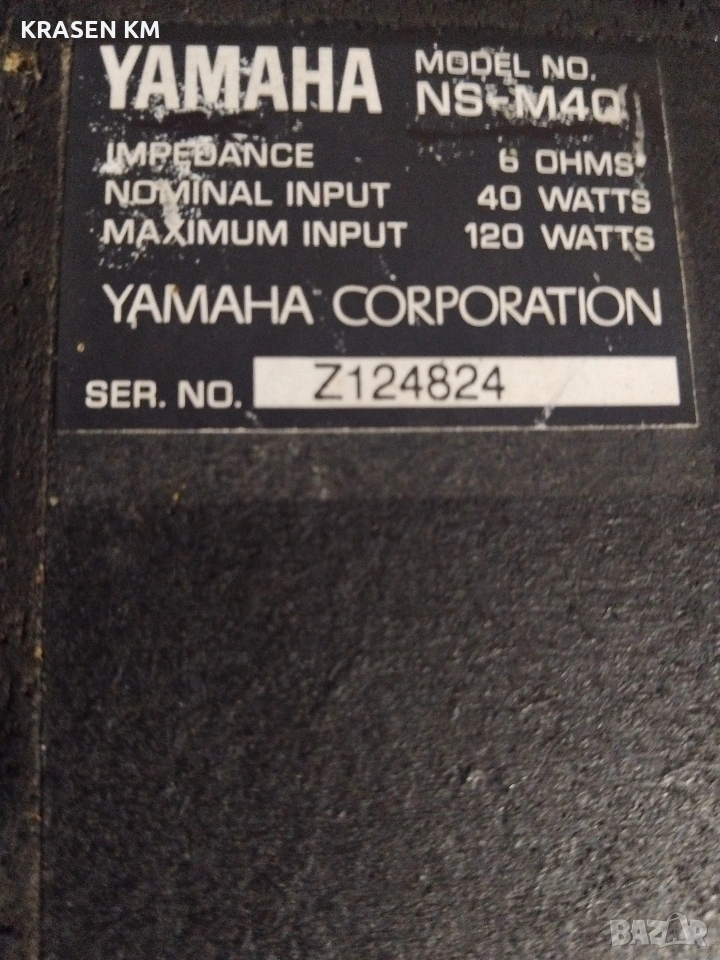 KRASEN KM
YAMAHA MODEL NO.
NS-M40
IMPEDANCE 6 OHMS
NOMINAL INPUT 40 WATTS
MAXIMUM INPUT 120 WATTS
YAMAHA CORPORATION
SER. NO. Z124824
BAZAR